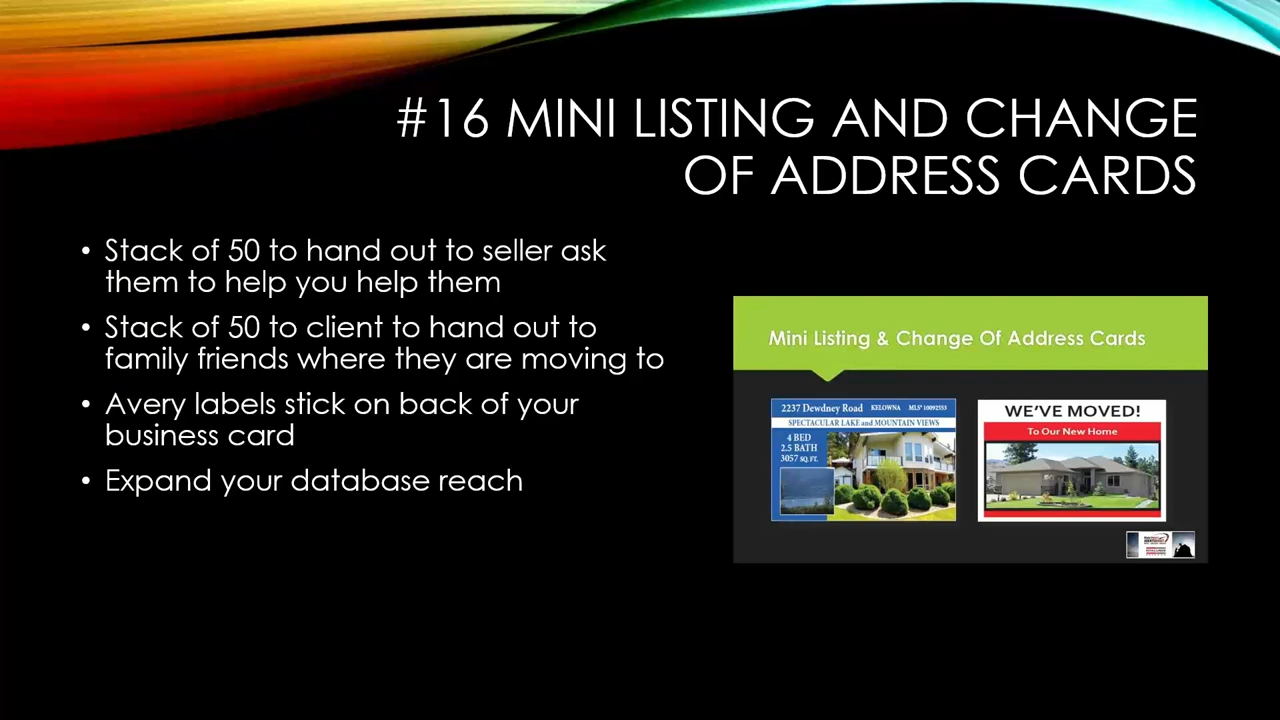 #16 MINI LISTING AND CHANGE
OF ADDRESS CARDS
• Stack of 50 to hand out to seller ask
them to help you help them
• Stack of 50 to client to hand out to
family friends where they are moving to
• Avery labels stick on back of your
business card
• Expand your database reach
Mini Listing & Change Of Address Cards
2237 Dewdney Road KELOWNA MLS® 10092553
SPECTACULAR LAKE and MOUNTAIN VIEWS
4 BED
2.5 BATH
3057 SQ. FT.
WE'VE MOVED!
To Our New Home